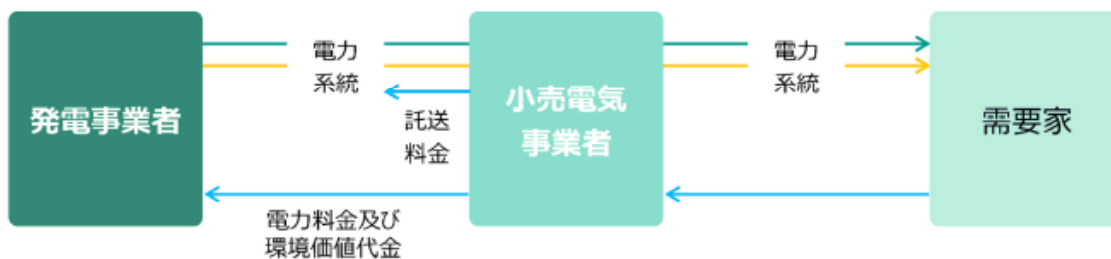 発電事業者
電力
系統
託送
料金
電力料金及び
環境価値代金
小売電気
事業者
電力
系統
需要家